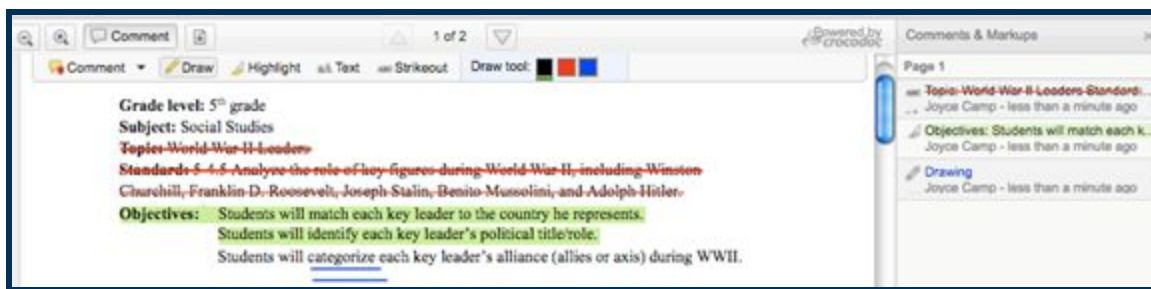 Comment 1 of 2 Powered by crocodoc
Comment Draw Highlight Text Strikeout Draw tool:
Grade level: 5th grade
Subject: Social Studies
Topic: World War II Leaders
Standard: 5-4.5 Analyze the role of key figures during World War II, including Winston
Churchill, Franklin D. Roosevelt, Joseph Stalin, Benito Mussolini, and Adolph Hitler.
Objectives: Students will match each key leader to the country he represents.
Students will identify each key leader's political title/role.
Students will categorize each key leader's alliance (allies or axis) during WWII.
Comments & Markups
Page 1
Topic: World War II Leaders Standard:...
Joyce Camp - less than a minute ago
Objectives: Students will match each k...
Joyce Camp - less than a minute ago
Drawing
Joyce Camp - less than a minute ago